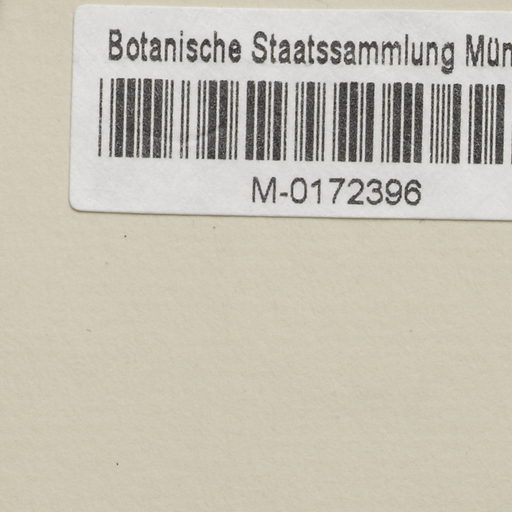 Botanische Staatssammlung Mün
M-0172396